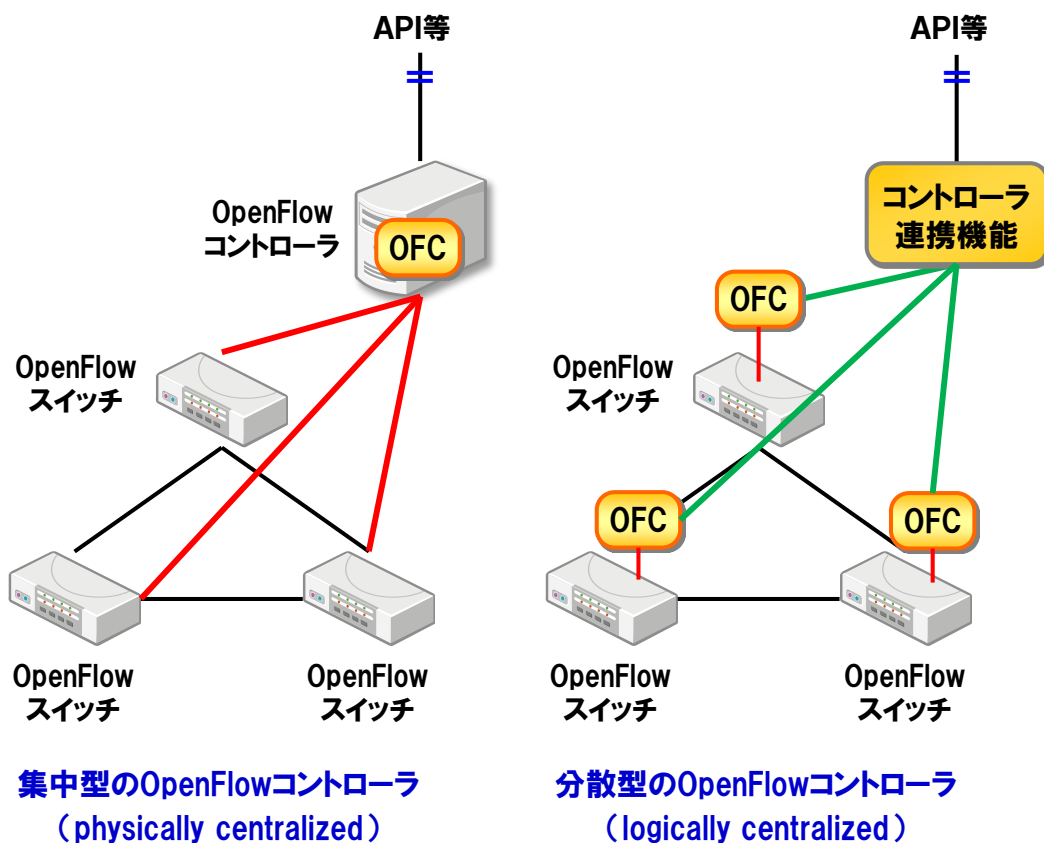 API等
OpenFlow
コントローラ
OFC
OpenFlow
スイッチ
OpenFlow
スイッチ
OpenFlow
スイッチ
集中型のOpenFlowコントローラ
（physically centralized）
API等
コントローラ
連携機能
OFC
OpenFlow
スイッチ
OFC
OFC
OpenFlow
スイッチ
OpenFlow
スイッチ
分散型のOpenFlowコントローラ
（logically centralized）